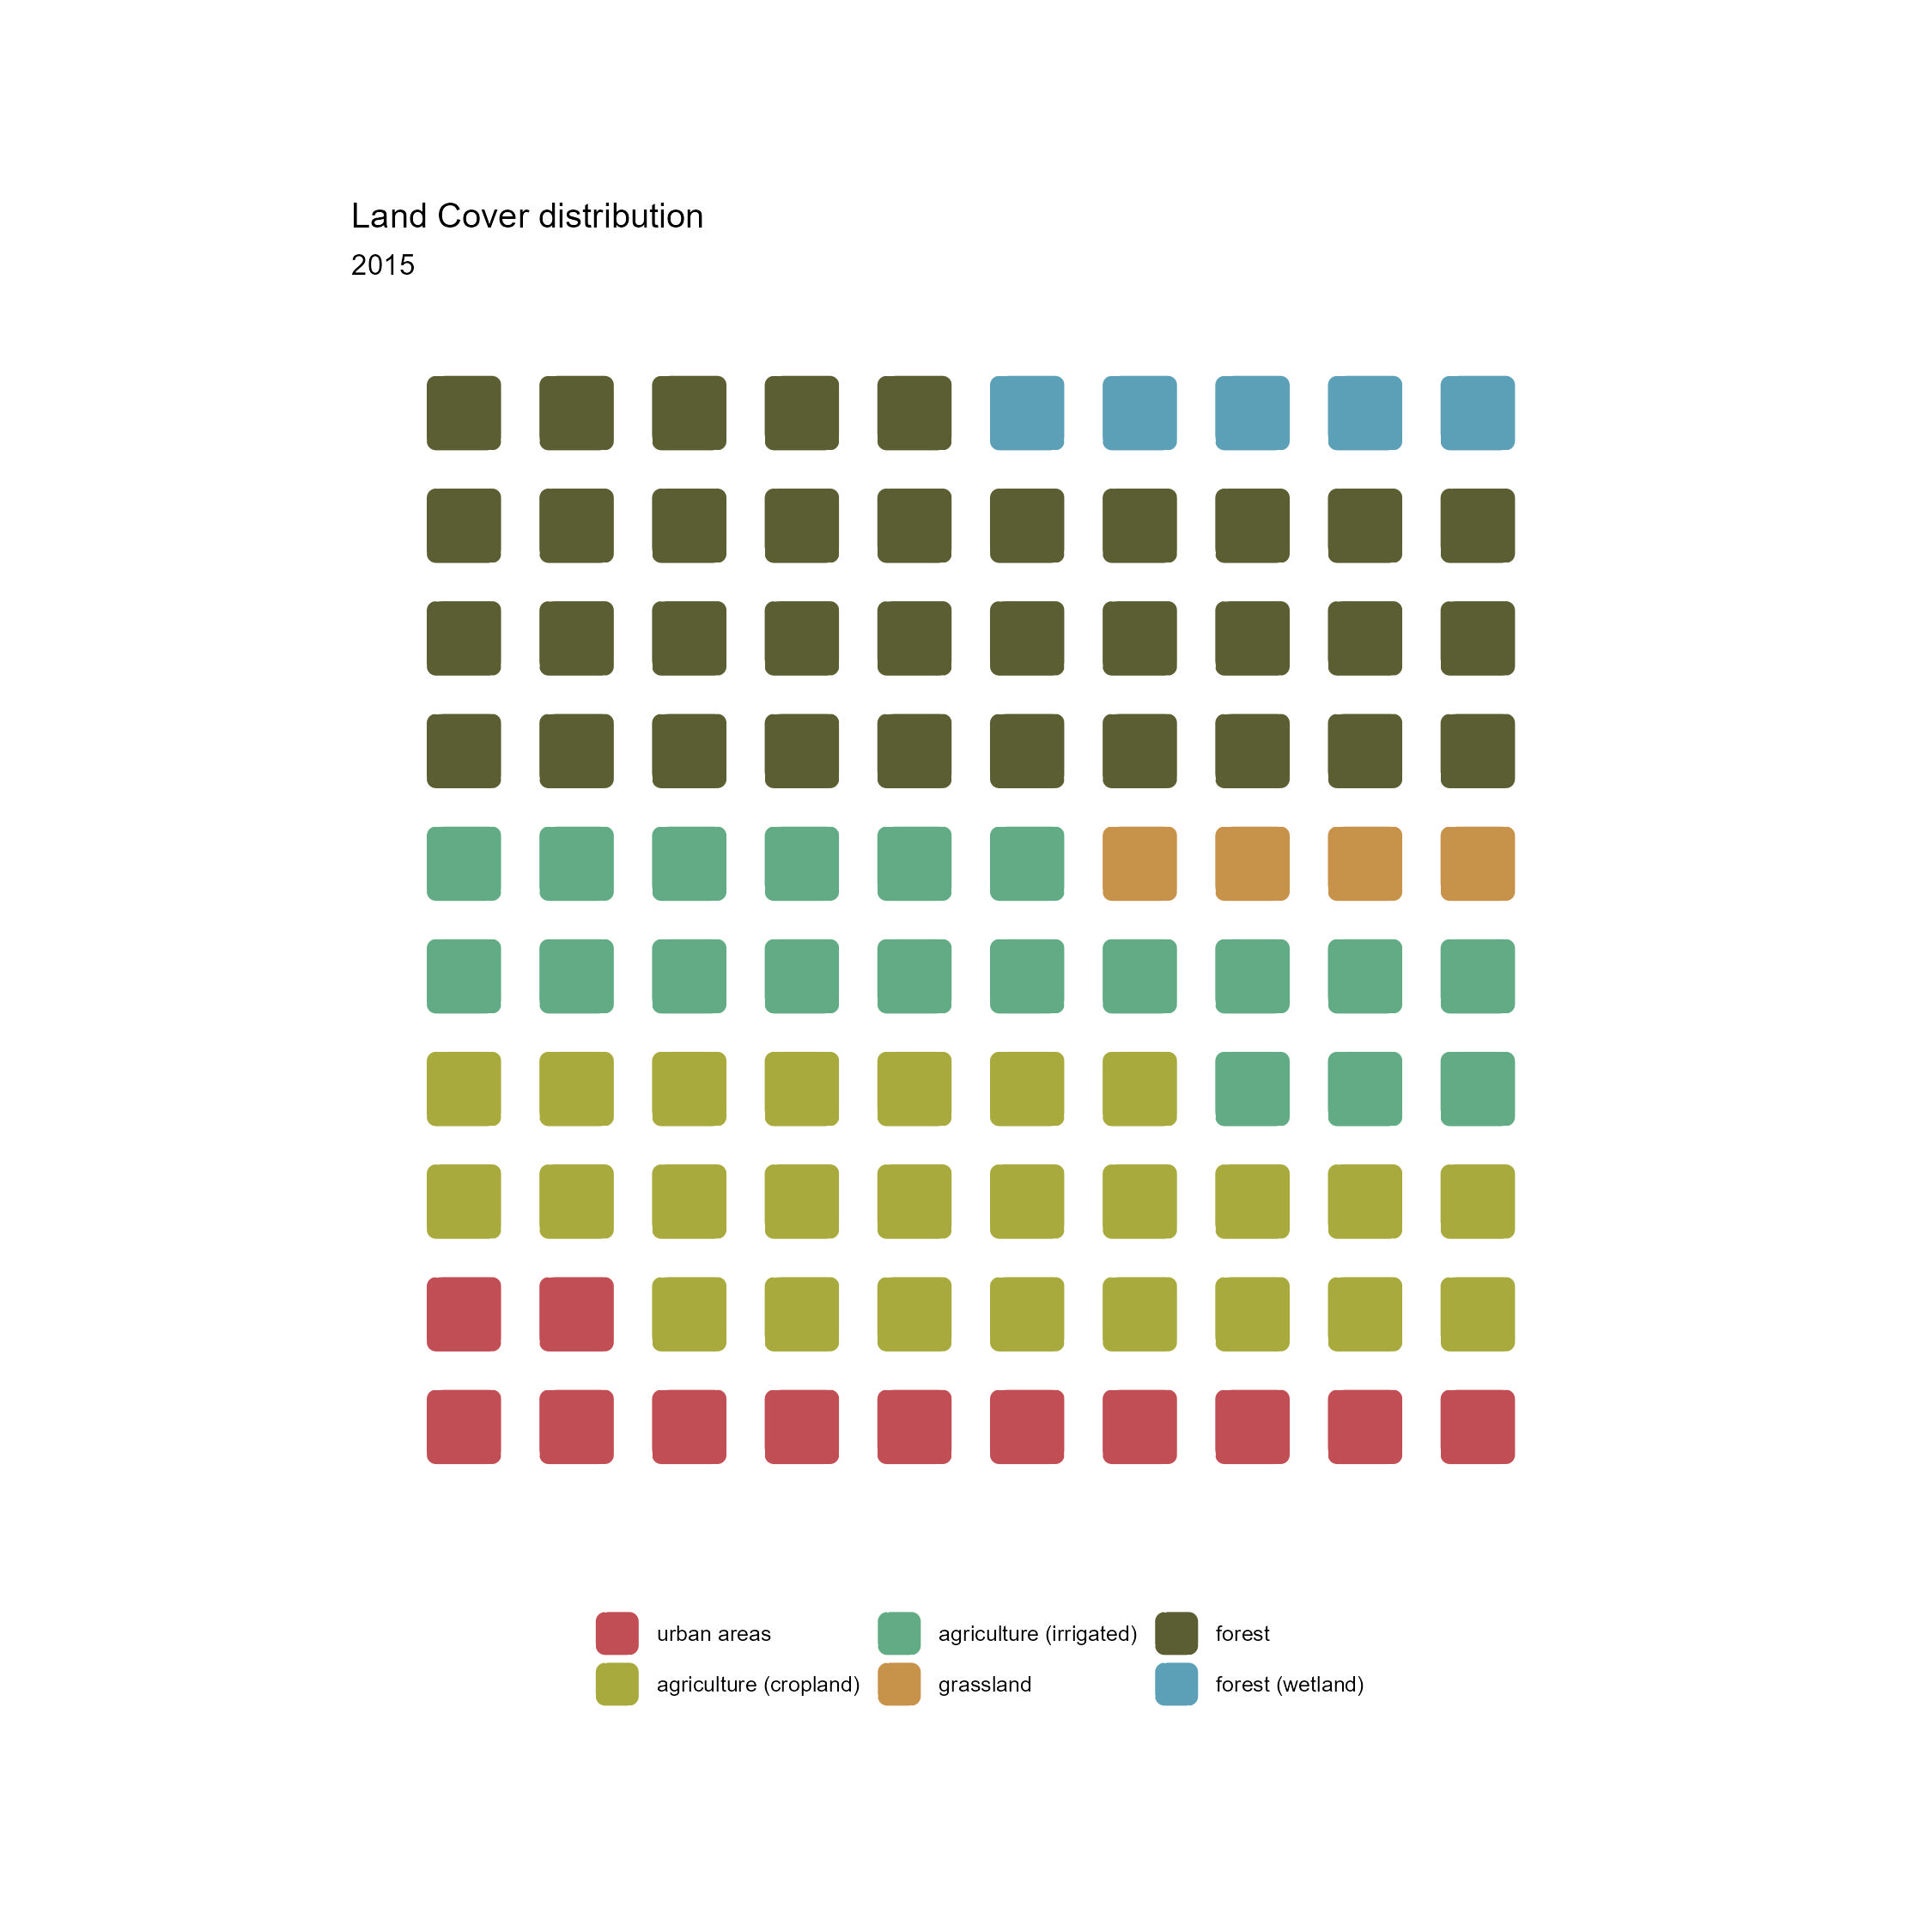 Land Cover distribution
2015
urban areas
agriculture (irrigated)
forest
agriculture (cropland)
grassland
forest (wetland)